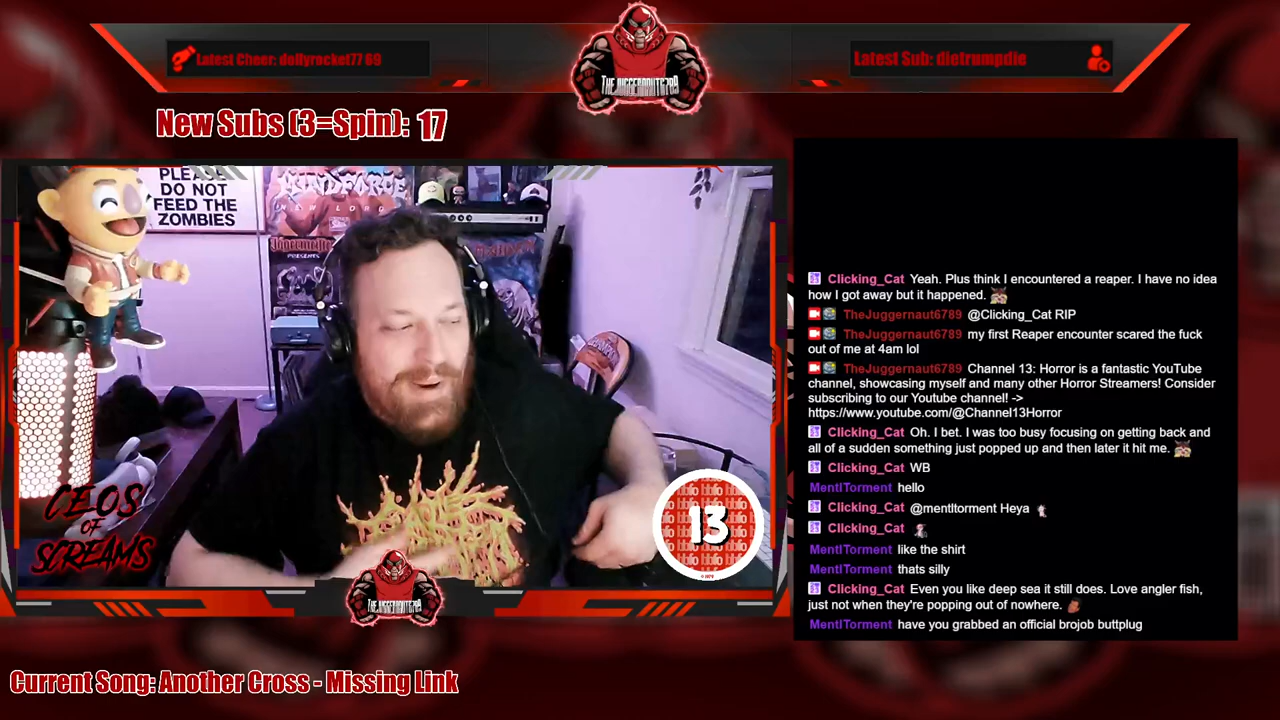 Latest Cheer: dollyrocket77 69
THEJUGGERNAUT6789
Latest Sub: dietrumpdie
New Subs (3=Spin): 17
PLEASE
DO NOT
FEED THE
ZOMBIES
MINDFORCE
NEW LORD
Jägermeister
PRESENTS
CEOS
OF
SCREAMS
13
THEJUGGERNAUT6789
Clicking_Cat Yeah. Plus think I encountered a reaper. I have no idea
how I got away but it happened.
TheJuggernaut6789 @Clicking_Cat RIP
TheJuggernaut6789 my first Reaper encounter scared the fuck
out of me at 4am lol
TheJuggernaut6789 Channel 13: Horror is a fantastic YouTube
channel, showcasing myself and many other Horror Streamers! Consider
subscribing to our Youtube channel! ->
https://www.youtube.com/@Channel13Horror
Clicking_Cat Oh. I bet. I was too busy focusing on getting back and
all of a sudden something just popped up and then later it hit me.
Clicking_Cat WB
MentlTorment hello
Clicking_Cat @mentltorment Heya
Clicking_Cat
MentlTorment like the shirt
MentlTorment thats silly
Clicking_Cat Even you like deep sea it still does. Love angler fish,
just not when they're popping out of nowhere.
MentlTorment have you grabbed an official brojob buttplug
Current Song: Another Cross - Missing Link